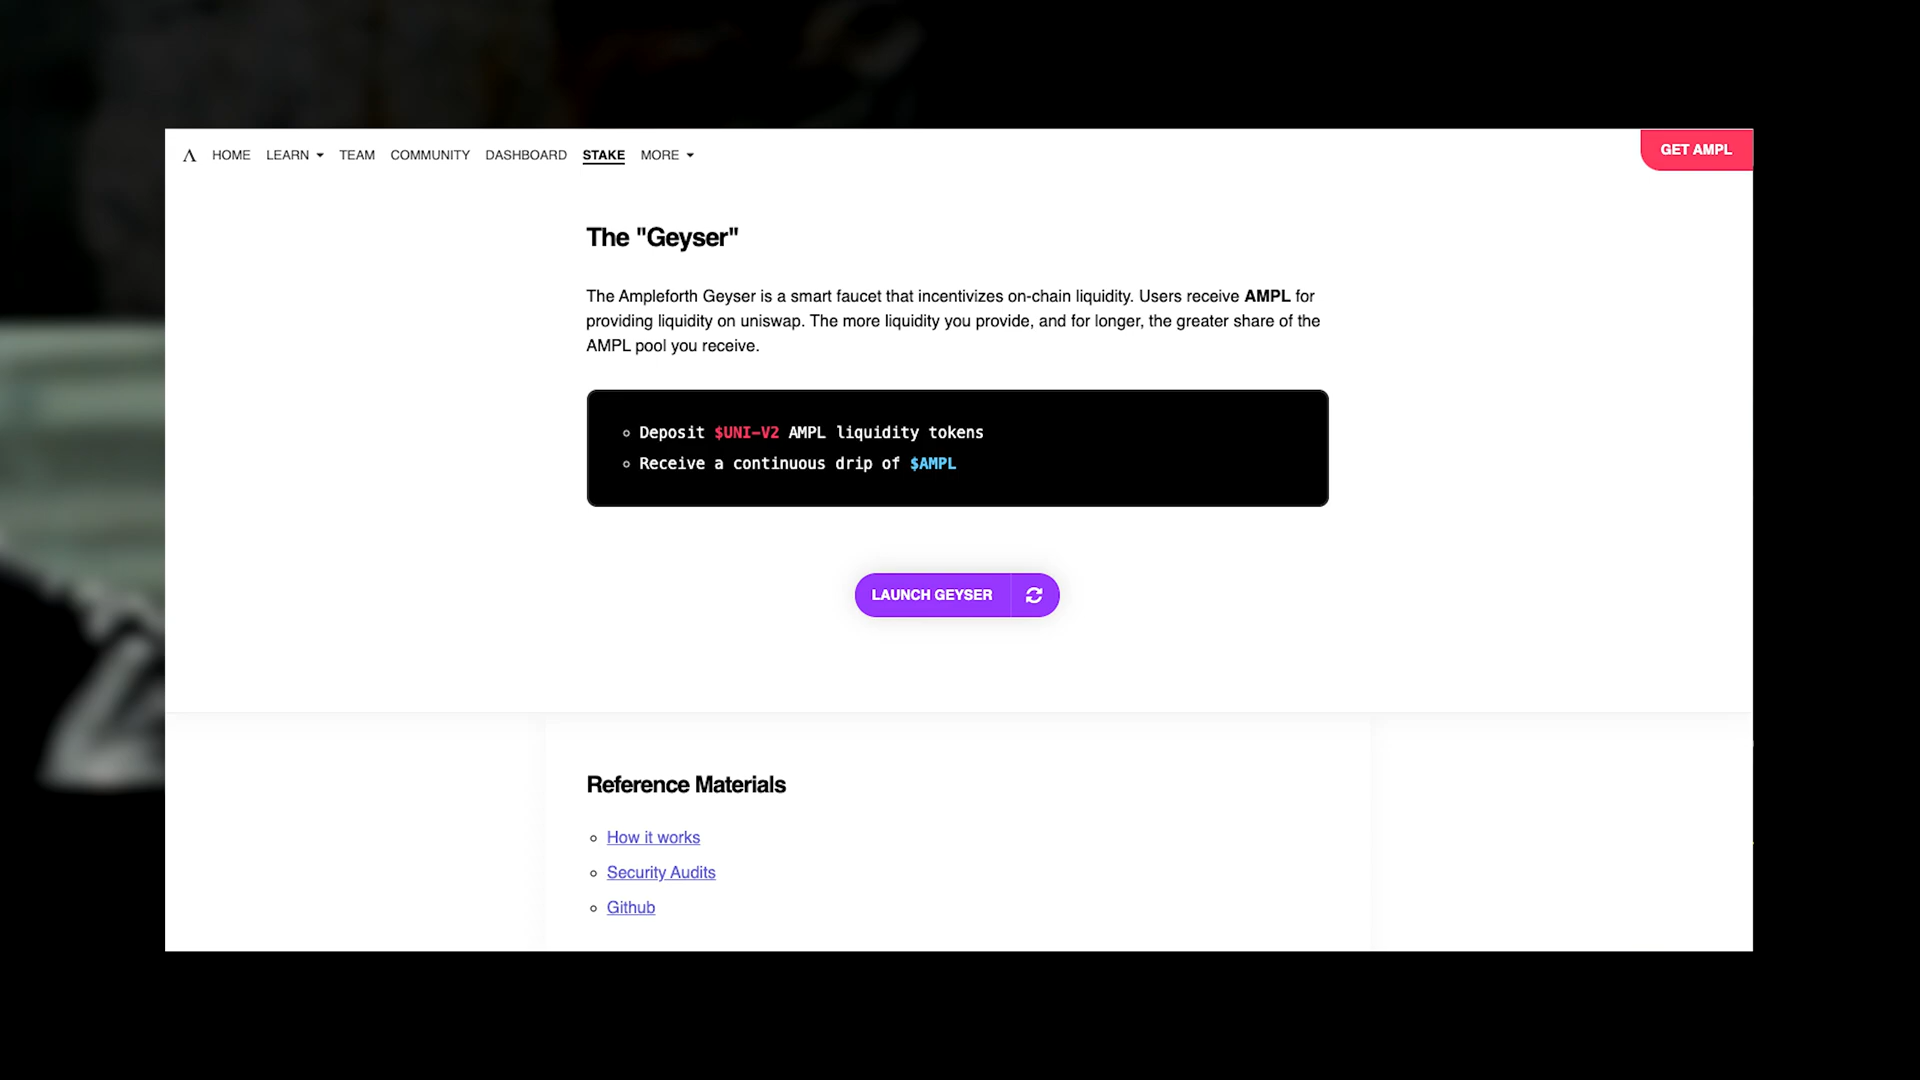 Λ HOME LEARN TEAM COMMUNITY DASHBOARD STAKE MORE GET AMPL
The "Geyser"
The Ampleforth Geyser is a smart faucet that incentivizes on-chain liquidity. Users receive AMPL for
providing liquidity on uniswap. The more liquidity you provide, and for longer, the greater share of the
AMPL pool you receive.
Deposit $UNI-V2 AMPL liquidity tokens
Receive a continuous drip of $AMPL
LAUNCH GEYSER
Reference Materials
How it works
Security Audits
Github